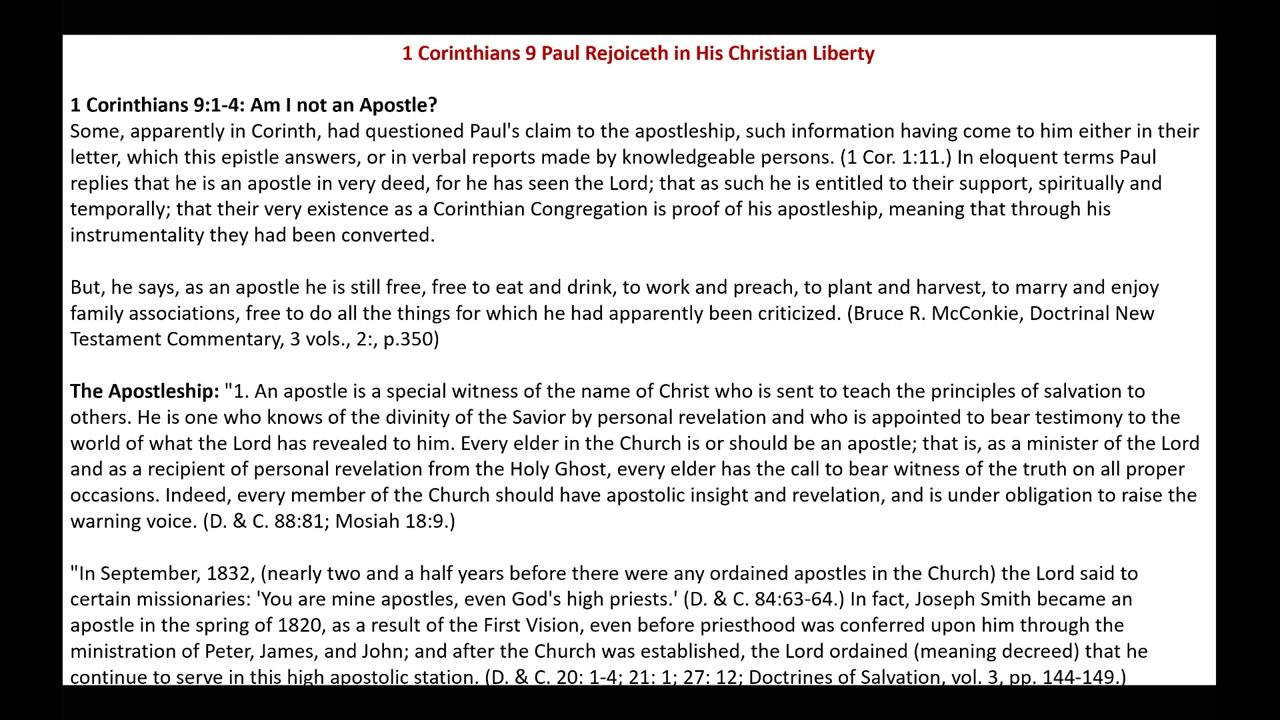 1 Corinthians 9 Paul Rejoiceth in His Christian Liberty
1 Corinthians 9:1-4: Am I not an Apostle?
Some, apparently in Corinth, had questioned Paul's claim to the apostleship, such information having come to him either in their
letter, which this epistle answers, or in verbal reports made by knowledgeable persons. (1 Cor. 1:11.) In eloquent terms Paul
replies that he is an apostle in very deed, for he has seen the Lord; that as such he is entitled to their support, spiritually and
temporally; that their very existence as a Corinthian Congregation is proof of his apostleship, meaning that through his
instrumentality they had been converted.
But, he says, as an apostle he is still free, free to eat and drink, to work and preach, to plant and harvest, to marry and enjoy
family associations, free to do all the things for which he had apparently been criticized. (Bruce R. McConkie, Doctrinal New
Testament Commentary, 3 vols., 2:, p.350)
The Apostleship: "1. An apostle is a special witness of the name of Christ who is sent to teach the principles of salvation to
others. He is one who knows of the divinity of the Savior by personal revelation and who is appointed to bear testimony to the
world of what the Lord has revealed to him. Every elder in the Church is or should be an apostle; that is, as a minister of the Lord
and as a recipient of personal revelation from the Holy Ghost, every elder has the call to bear witness of the truth on all proper
occasions. Indeed, every member of the Church should have apostolic insight and revelation, and is under obligation to raise the
warning voice. (D. & C. 88:81; Mosiah 18:9.)
"In September, 1832, (nearly two and a half years before there were any ordained apostles in the Church) the Lord said to
certain missionaries: 'You are mine apostles, even God's high priests.' (D. & C. 84:63-64.) In fact, Joseph Smith became an
apostle in the spring of 1820, as a result of the First Vision, even before priesthood was conferred upon him through the
ministration of Peter, James, and John; and after the Church was established, the Lord ordained (meaning decreed) that he
continue to serve in this high apostolic station. (D. & C. 20: 1-4; 21: 1; 27: 12; Doctrines of Salvation, vol. 3, pp. 144-149.)